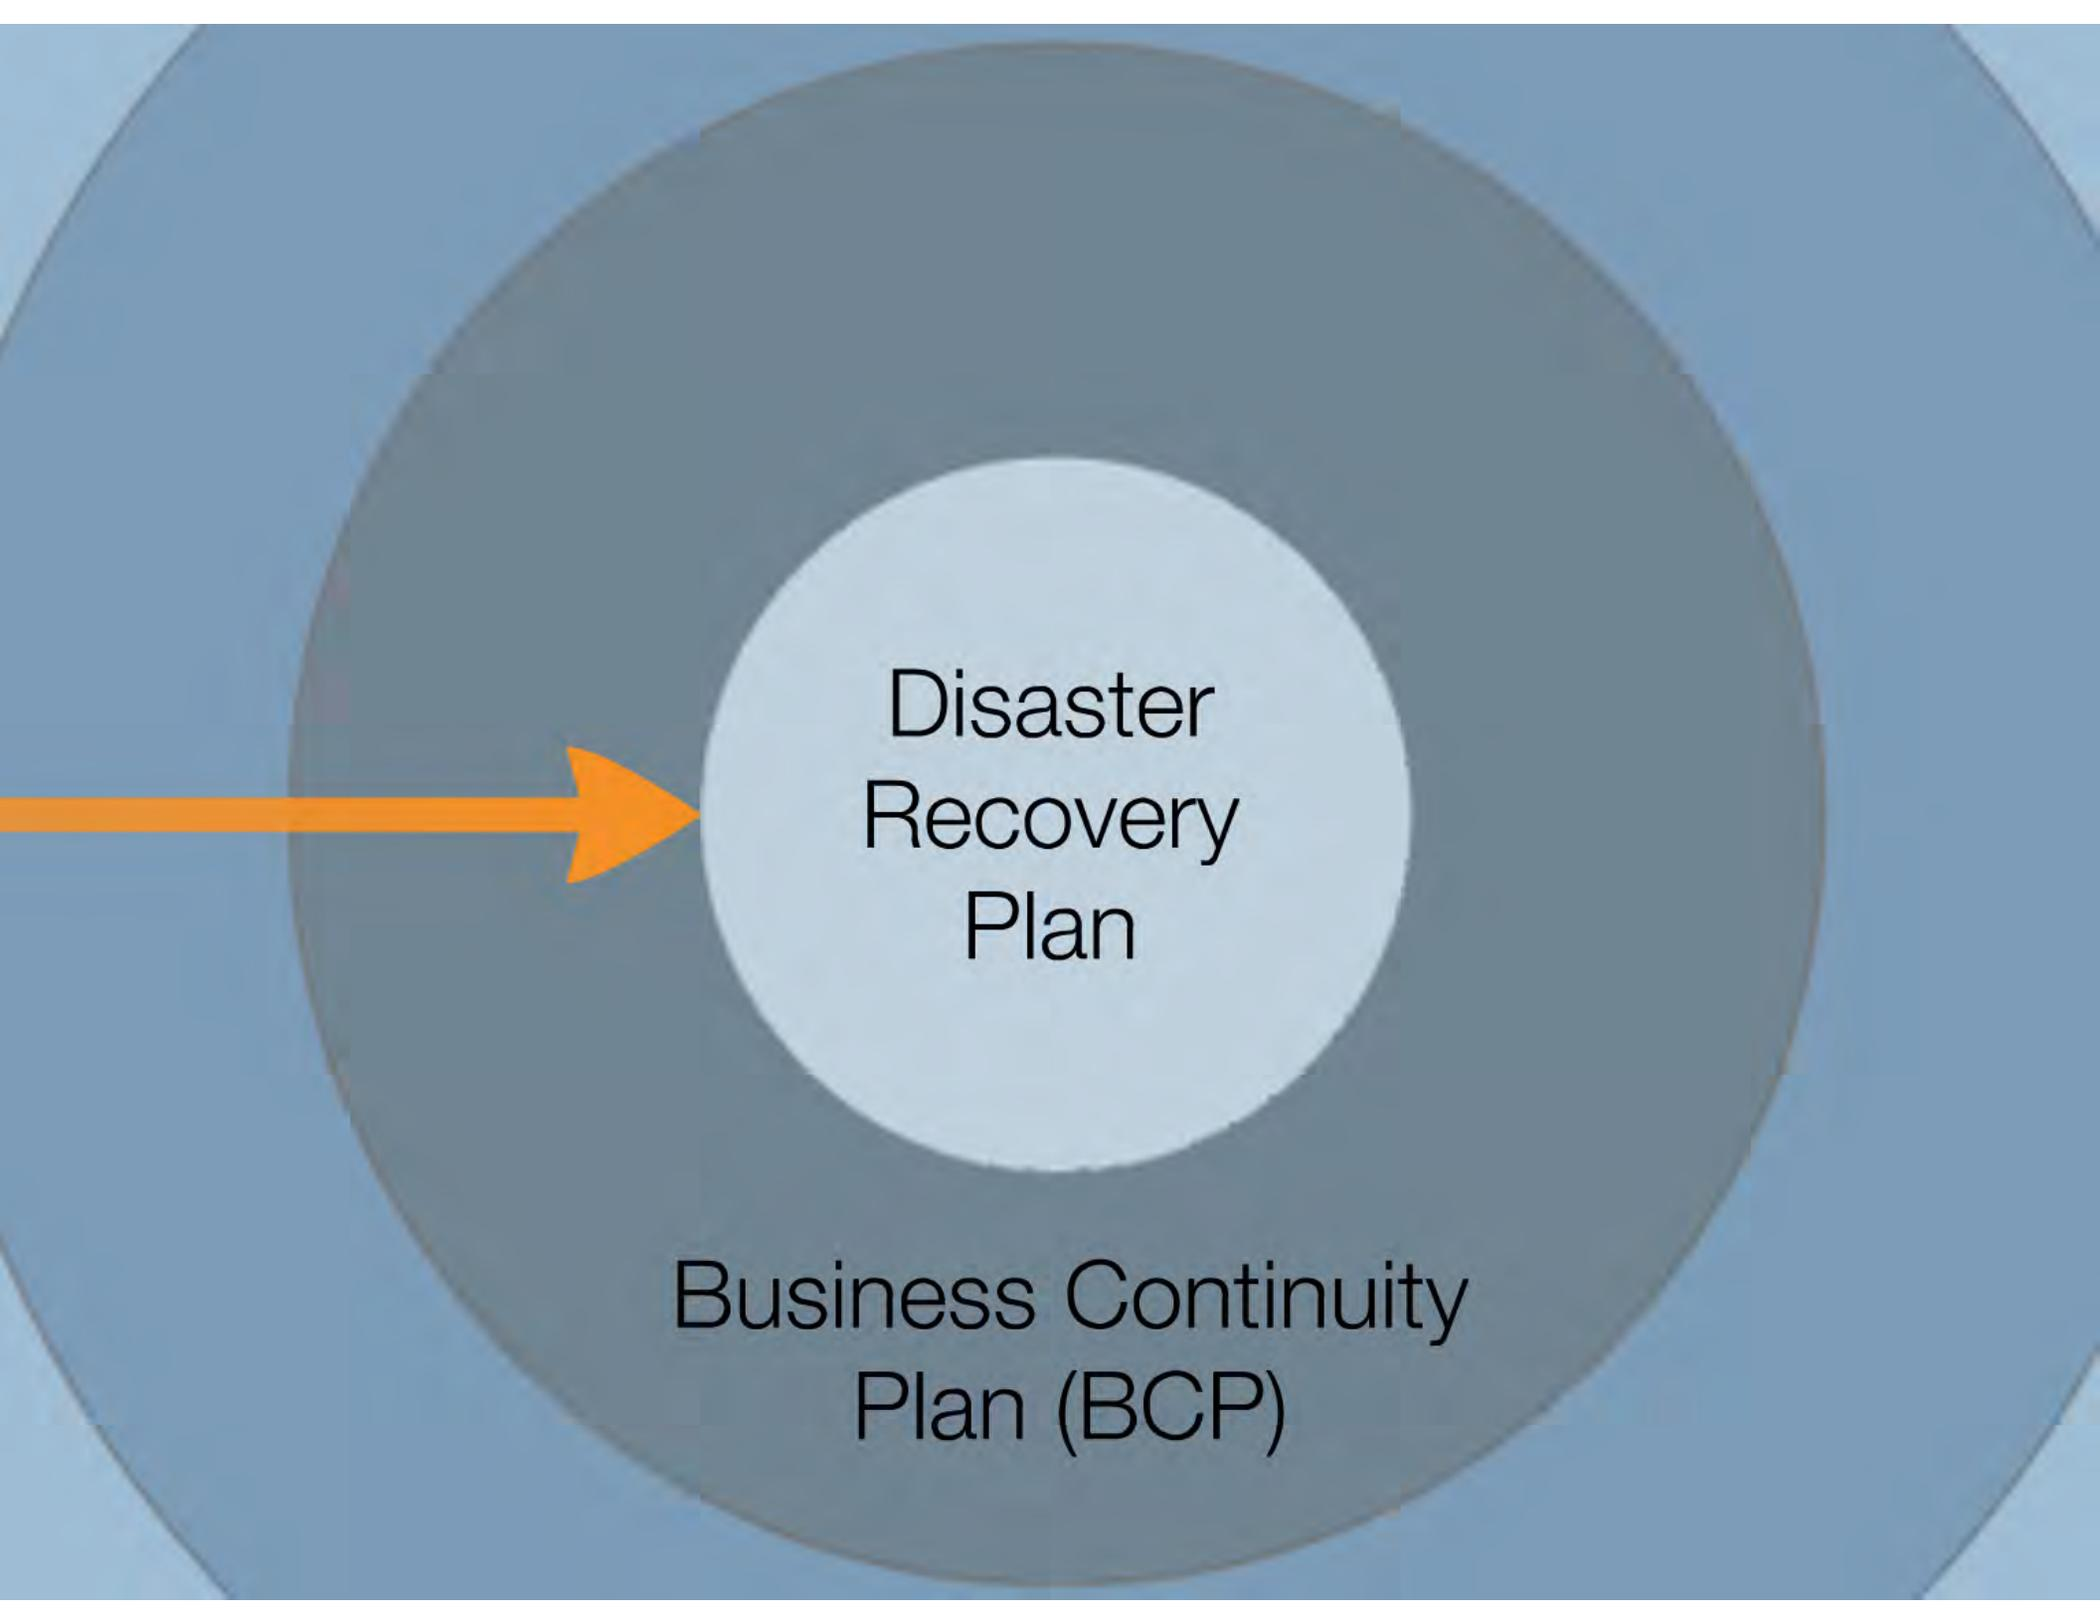 Disaster
Recovery
Plan
Business Continuity
Plan (BCP)